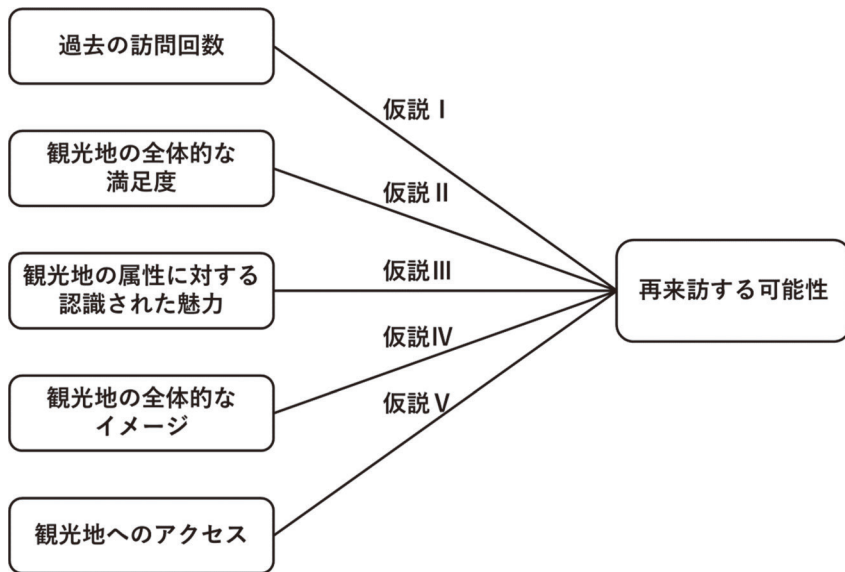 過去の訪問回数
仮説Ⅰ
観光地の全体的な
満足度
仮説Ⅱ
観光地の属性に対する
認識された魅力
仮説Ⅲ
再来訪する可能性
観光地の全体的な
イメージ
仮説Ⅳ
観光地へのアクセス
仮説Ⅴ